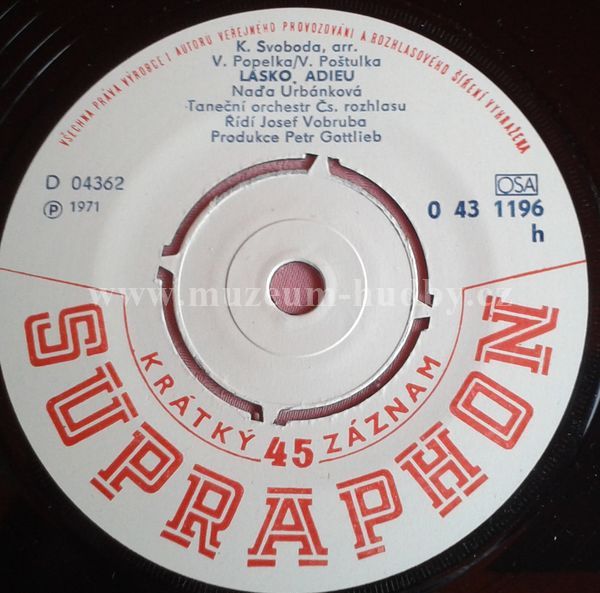 VŠECHNA PRÁVA VÝROBCE I AUTORU VEŘEJNÉHO PROVOZOVÁNÍ A ROZHLASOVÉHO ŠÍŘENÍ VYHRAŽENA
K. Svoboda, arr.
V. Popelka/V. Poštulka
LÁSKO, ADIEU
Naďa Urbánková
Taneční orchestr Čs. rozhlasu
Řídí Josef Vobruba
Produkce Petr Gottlieb
D 04362
Ⓟ 1971
OSA
0 43 1196
h
www.muzeum-hudby.cz
KRÁTKÝ 45 ZÁZNAM
SUPRAPHON